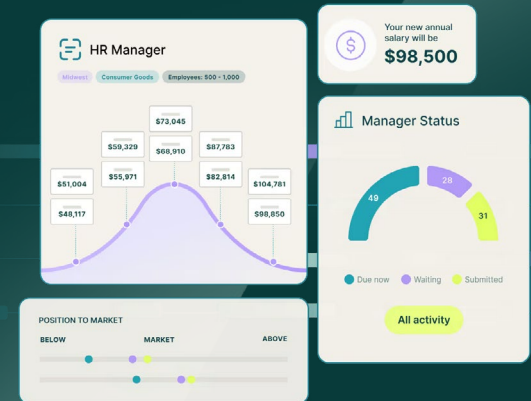 HR Manager
Midwest
Consumer Goods
Employees: 500 - 1,000
$73,045
$68,910
$59,329
$55,971
$87,783
$82,814
$51,004
$48,117
$104,781
$98,850
Your new annual
salary will be
$98,500
Manager Status
49
28
31
Due now
Waiting
Submitted
All activity
POSITION TO MARKET
BELOW
MARKET
ABOVE